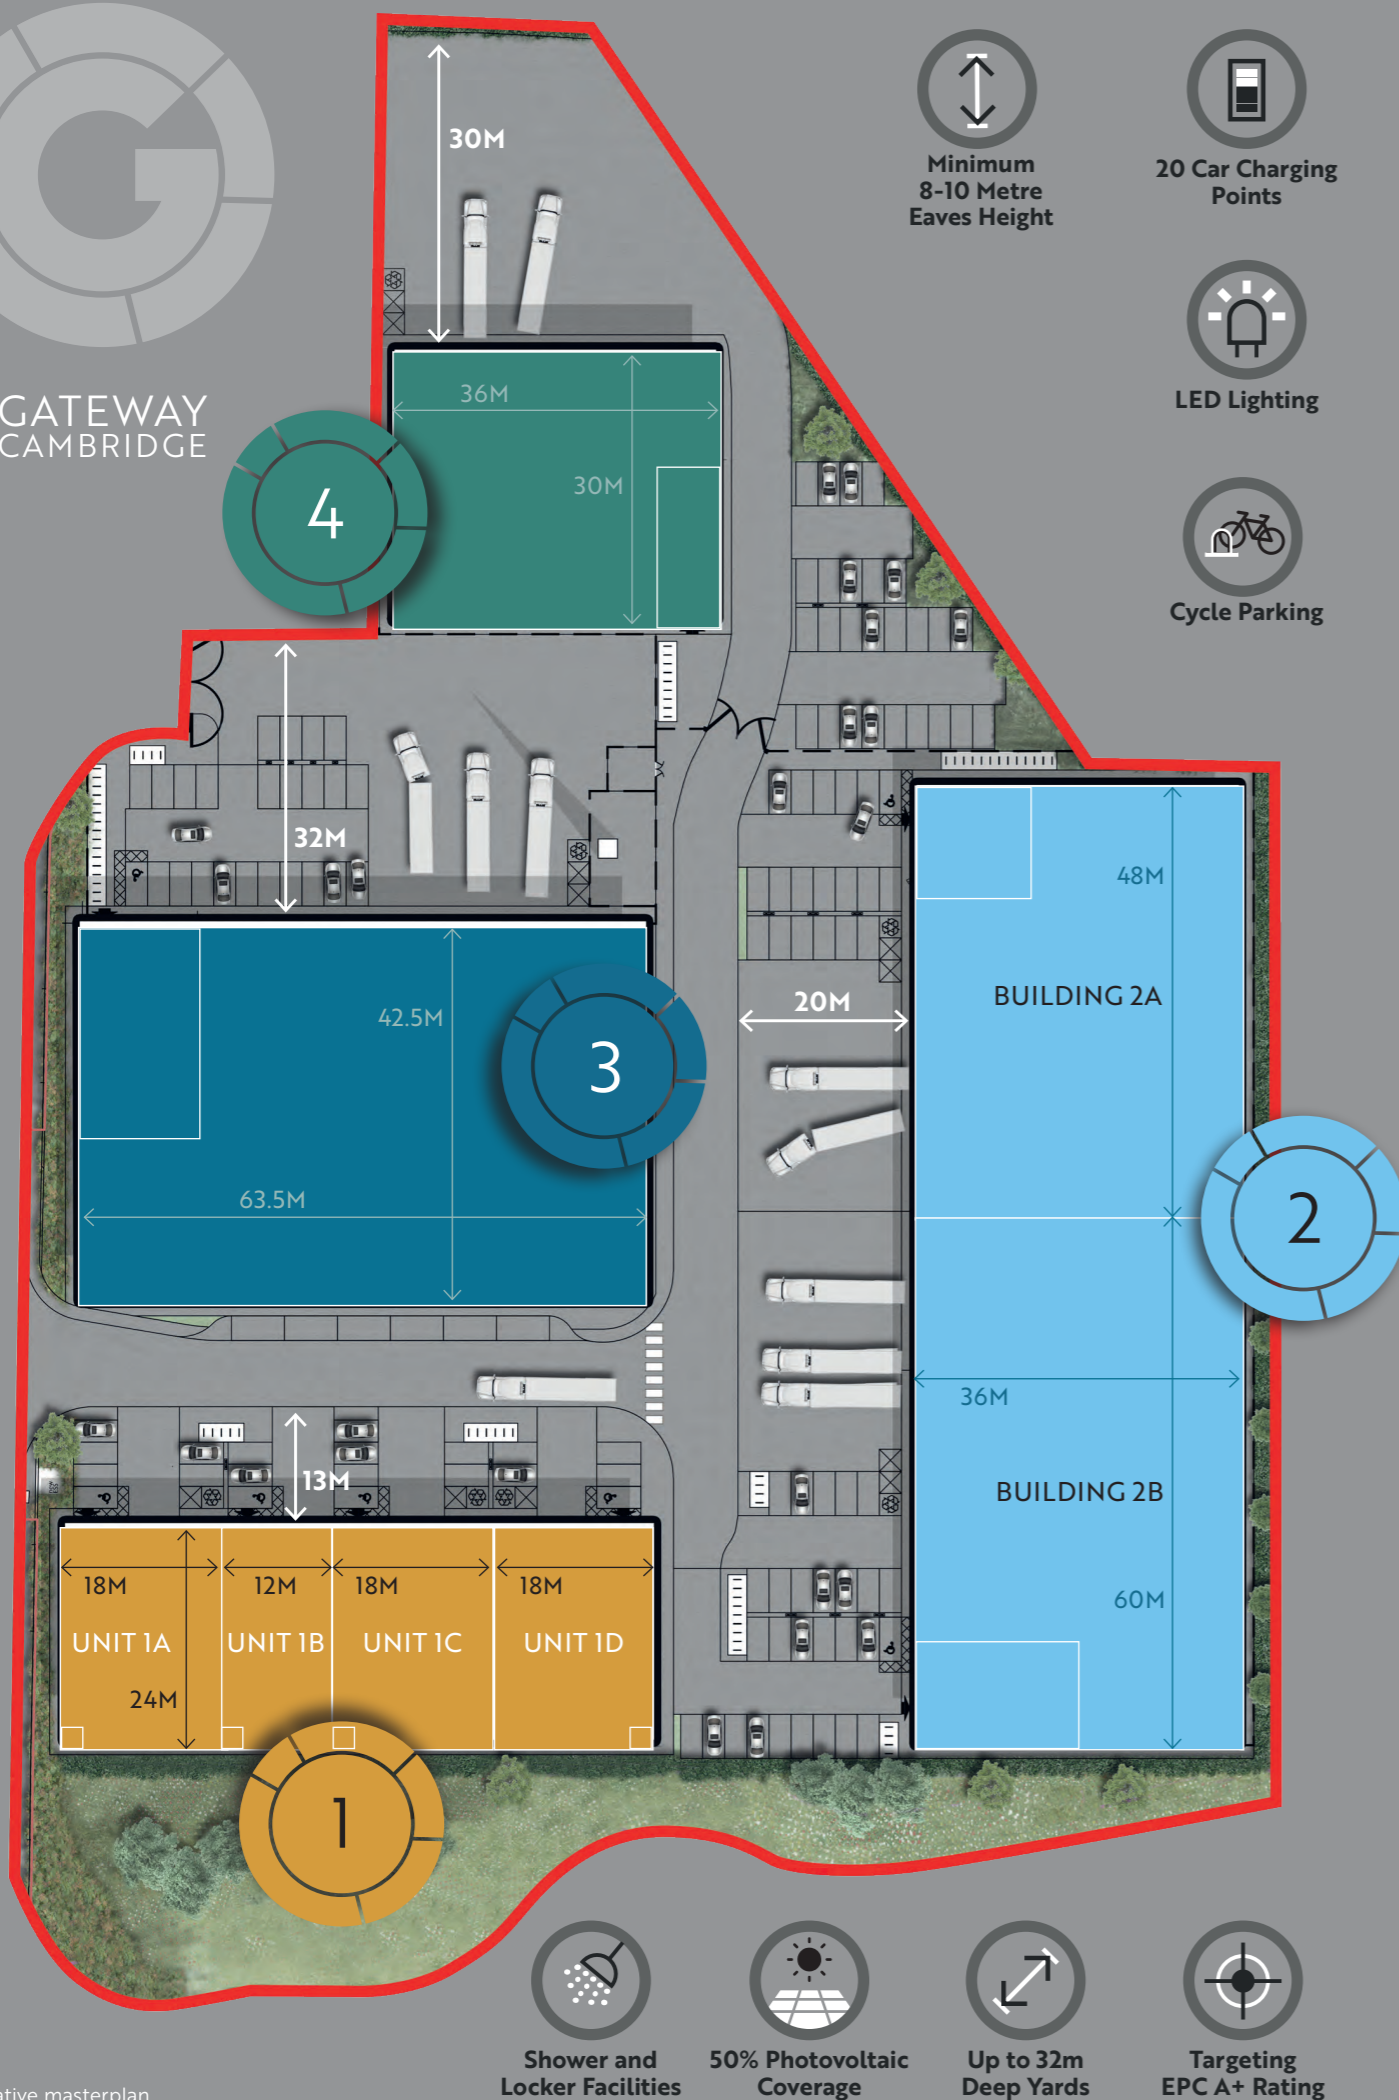 GATEWAY
CAMBRIDGE
30M
Minimum
8-10 Metre
Eaves Height
20 Car Charging
Points
LED Lighting
Cycle Parking
36M
30M
4
32M
48M
BUILDING 2A
20M
42.5M
3
63.5M
2
36M
BUILDING 2B
60M
13M
18M
12M
18M
18M
UNIT 1A
UNIT 1B
UNIT 1C
UNIT 1D
24M
1
Shower and
Locker Facilities
50% Photovoltaic
Coverage
Up to 32m
Deep Yards
Targeting
EPC A+ Rating
masterplan